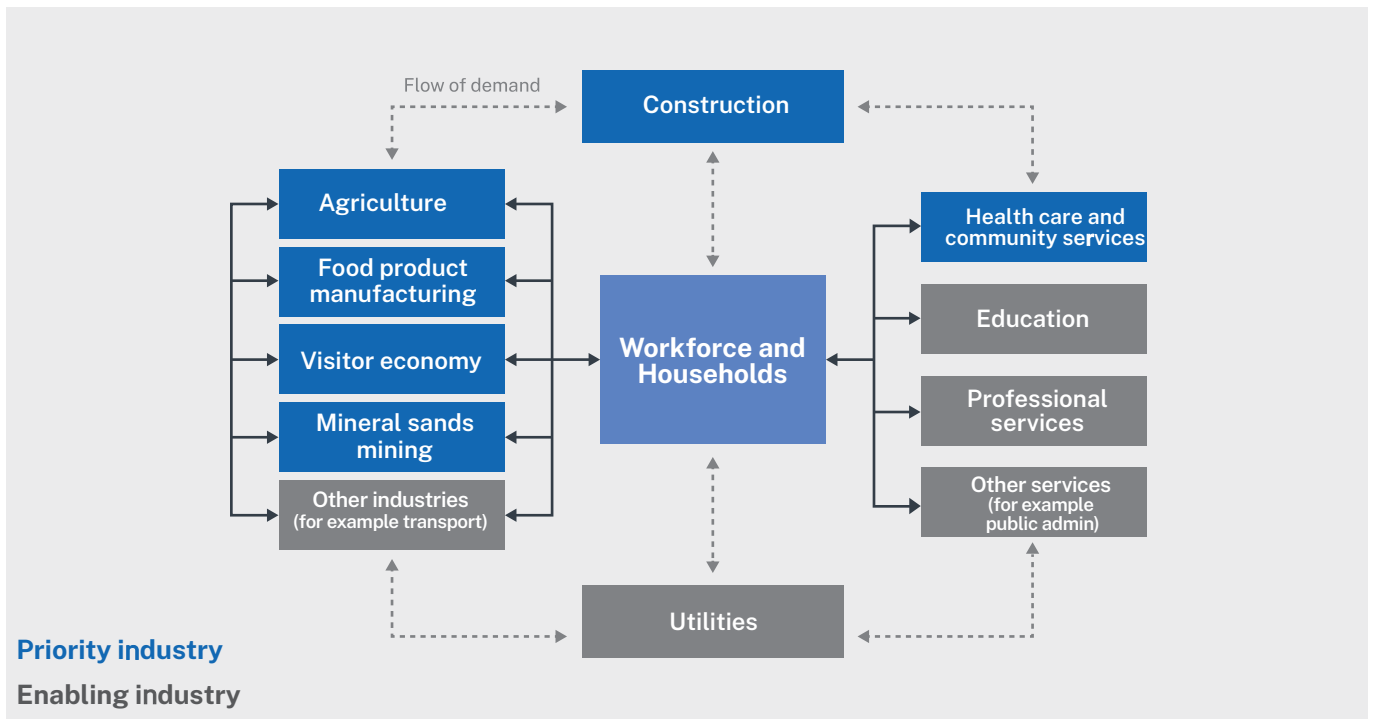 Flow of demand
Construction
Agriculture
Food product
manufacturing
Visitor economy
Mineral sands
mining
Other industries
(for example transport)
Workforce and
Households
Health care and
community services
Education
Professional
services
Other services
(for example
public admin)
Utilities
Priority industry
Enabling industry